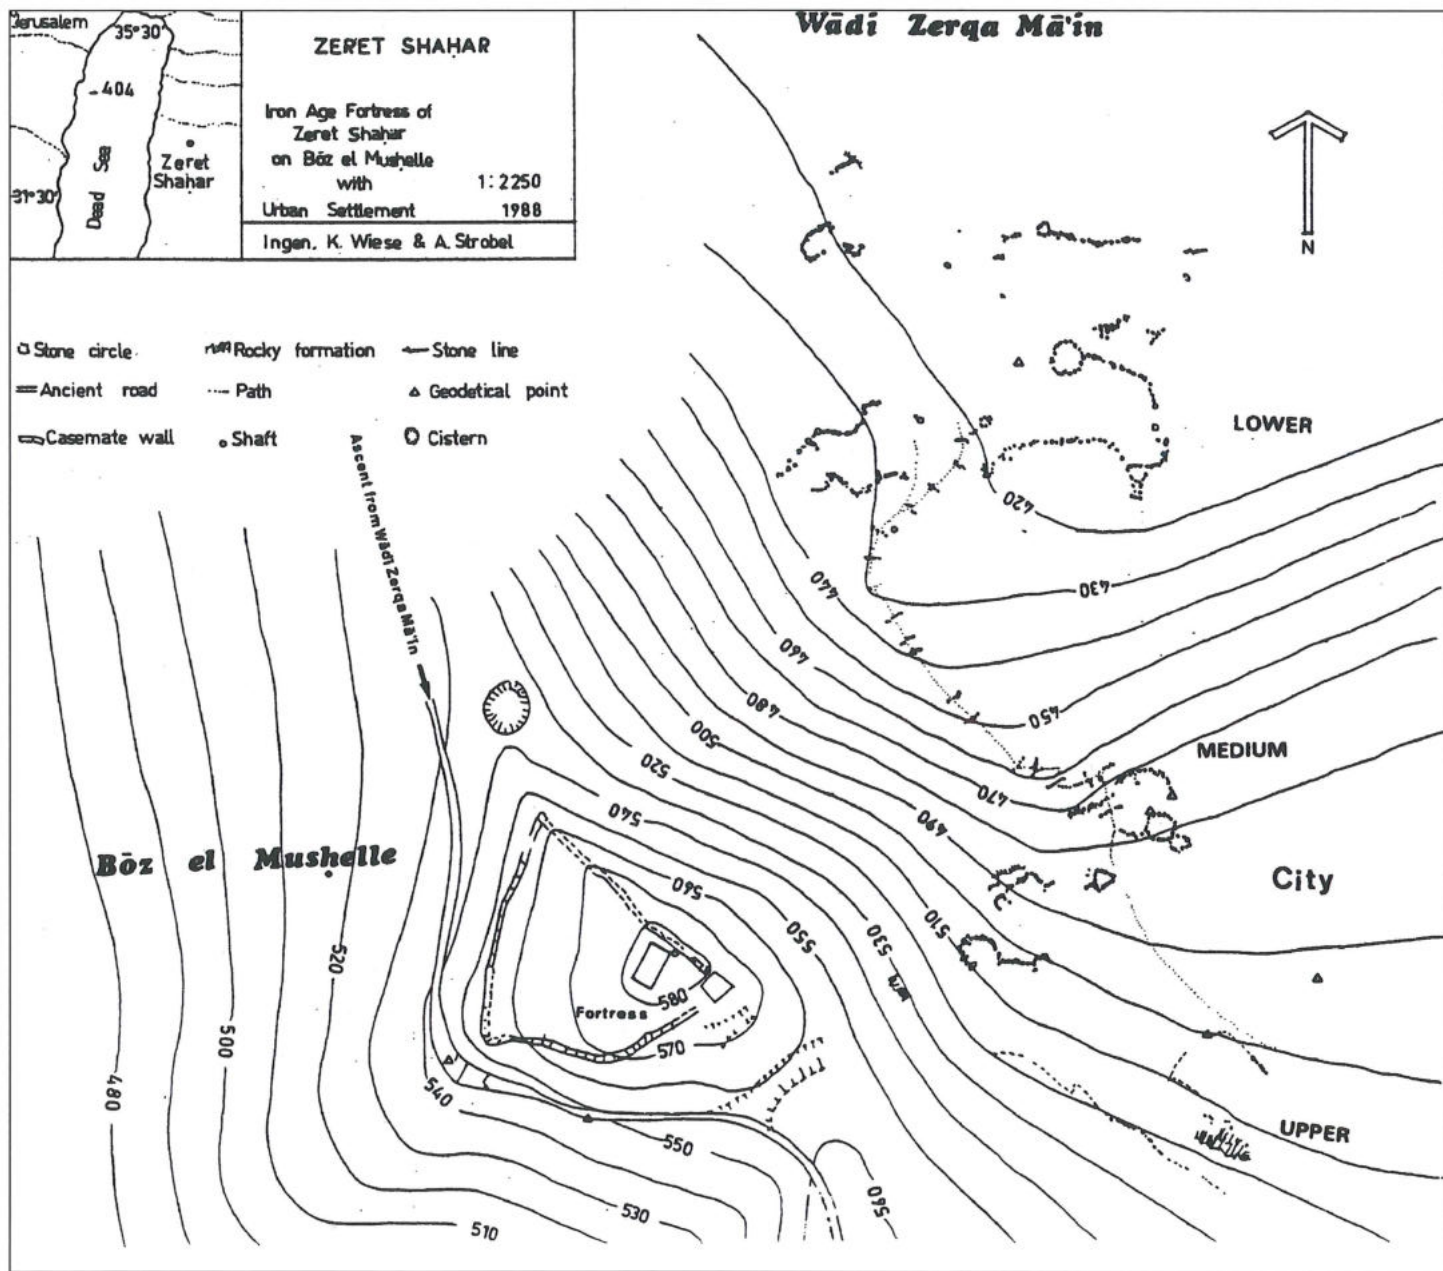 Jerusalem
35°30'
404
Dead Sea
Zeret
Shahar
31°30'
ZERET SHAḤAR
Iron Age Fortress of
Zeret Shaḥar
on Bōz el Musḥelle
with 1:2250
Urban Settlement 1988
Ingen. K. Wiese & A. Strobel
Wādi Zerqa Mā'in
N
Stone circle Rocky formation Stone line
Ancient road Path Geodetical point
Casemate wall Shaft Cistern
Ascent from Wādi Zerqa Mā'in
LOWER
420
430
440
450
460
470
480
490
500
510
520
530
540
550
560
MEDIUM
City
UPPER
Bōz el Musḥelle
Fortress
580
570
480
500
520
540
550
560
530
510